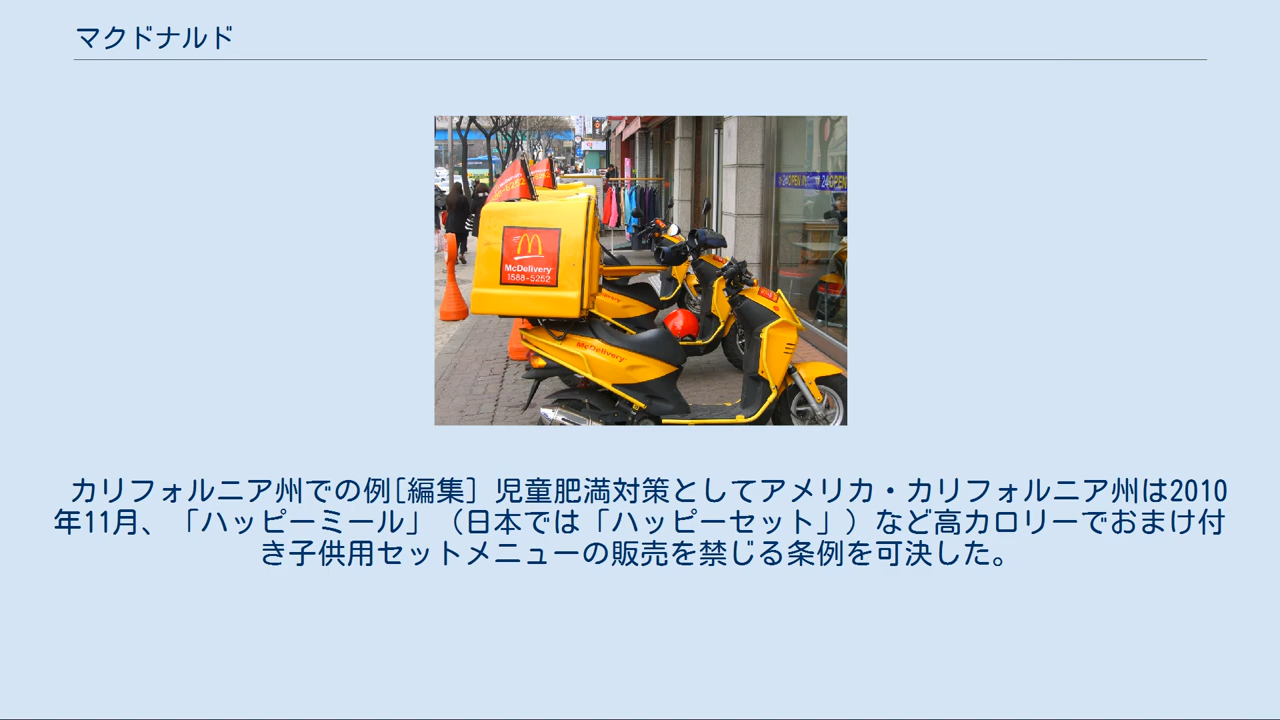 マクドナルド
OPEN
24OPEN
McDelivery
1588-5252
McDelivery
カリフォルニア州での例[編集] 児童肥満対策としてアメリカ・カリフォルニア州は2010
年11月、「ハッピーミール」（日本では「ハッピーセット」）など高カロリーでおまけ付
き子供用セットメニューの販売を禁じる条例を可決した。